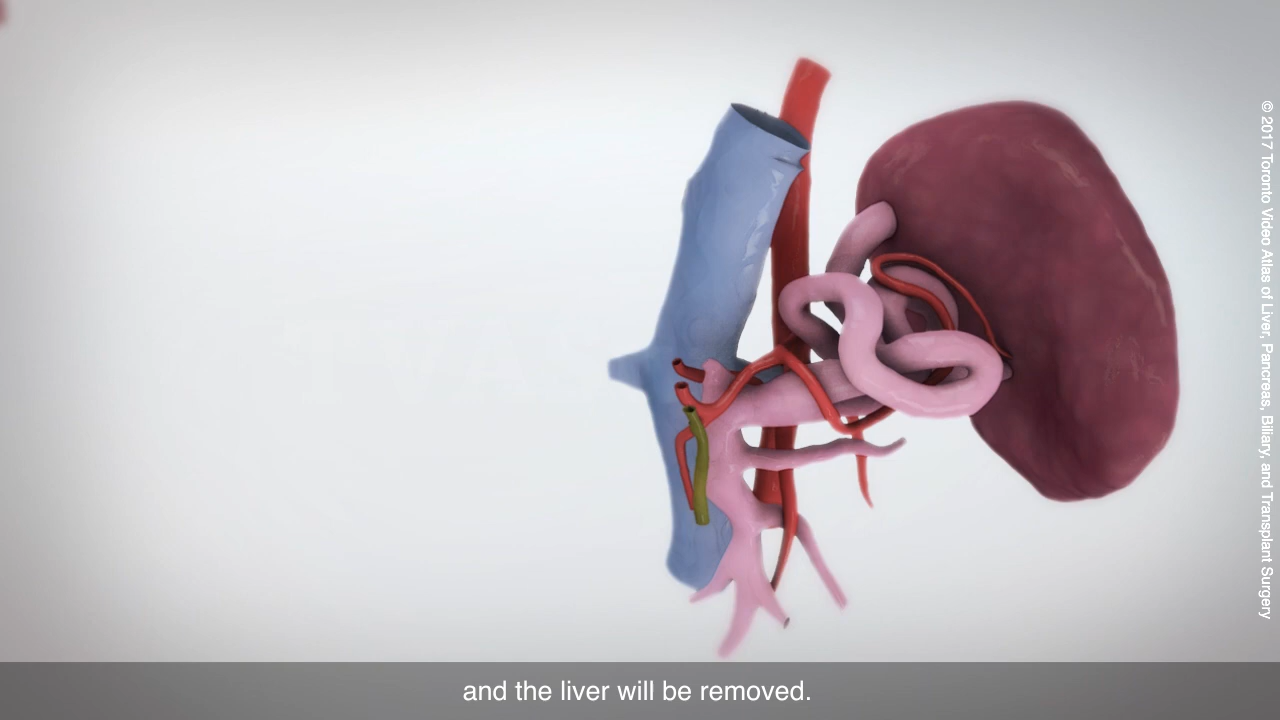 © 2017 Toronto Video Atlas of Liver, Pancreas, Biliary, and Transplant Surgery
and the liver will be removed.